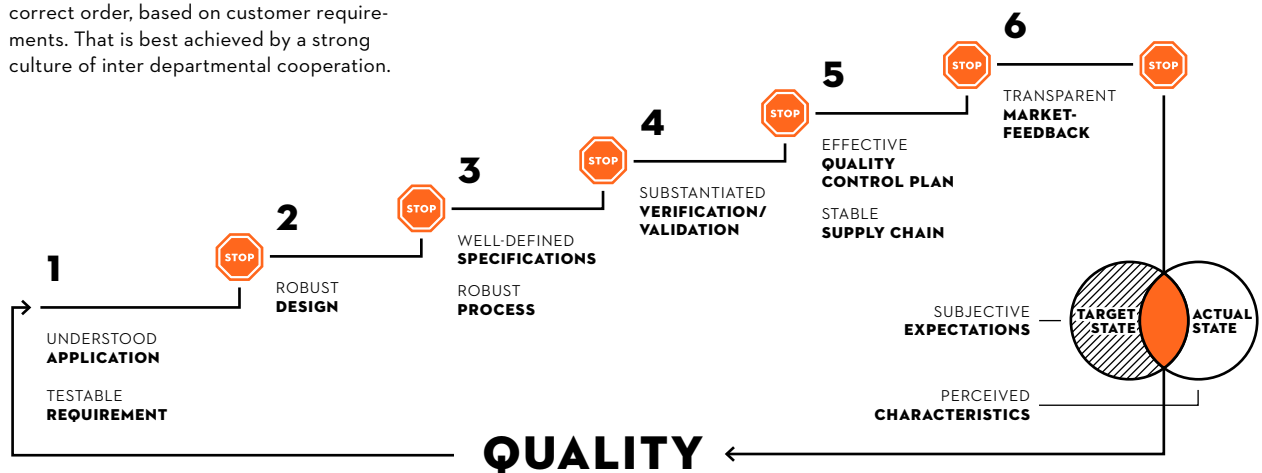 correct order, based on customer require-
ments. That is best achieved by a strong
culture of inter departmental cooperation.
1
UNDERSTOOD
APPLICATION
TESTABLE
REQUIREMENT
STOP
2
ROBUST
DESIGN
STOP
3
WELL-DEFINED
SPECIFICATIONS
ROBUST
PROCESS
STOP
4
SUBSTANTIATED
VERIFICATION/
VALIDATION
STOP
5
EFFECTIVE
QUALITY
CONTROL PLAN
STABLE
SUPPLY CHAIN
STOP
6
TRANSPARENT
MARKET-
FEEDBACK
STOP
SUBJECTIVE
EXPECTATIONS
TARGET
STATE
ACTUAL
STATE
PERCEIVED
CHARACTERISTICS
QUALITY